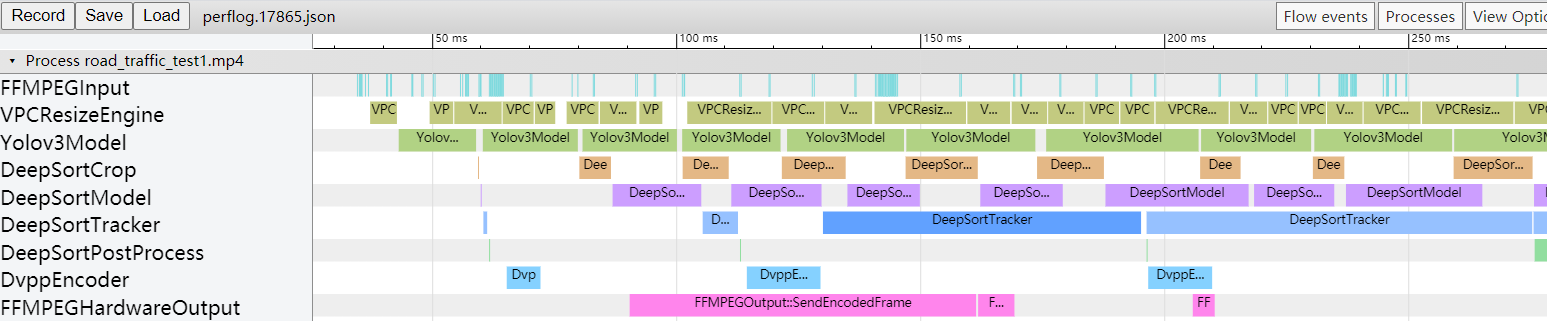 Record Save Load perflog.17865.json Flow events Processes View Optio
50 ms 100 ms 150 ms 200 ms 250 ms
Process road_traffic_test1.mp4
FFMPEGInput
VPCResizeEngine VPC VP V... VPC VP VPC V... VP VPCResiz... VPC... V... VPCResiz... V... V... V... VPC VPC VPCRe... V... VPC VPC V... VPC... VPCResiz... VPC
Yolov3Model Yolov... Yolov3Model Yolov3Model Yolov3Model Yolov3Model Yolov3Model Yolov3Model Yolov3Model Yolov3Model Yolov3M
DeepSortCrop Dee De... Deep... DeepSor... Deep... Dee Dee DeepSor...
DeepSortModel DeepSo... DeepSo... DeepSo... DeepSo... DeepSortModel DeepSo... DeepSortModel
DeepSortTracker D... DeepSortTracker DeepSortTracker
DeepSortPostProcess
DvppEncoder Dvp DvppE... DvppE...
FFMPEGHardwareOutput FFMPEGOutput::SendEncodedFrame F... FF